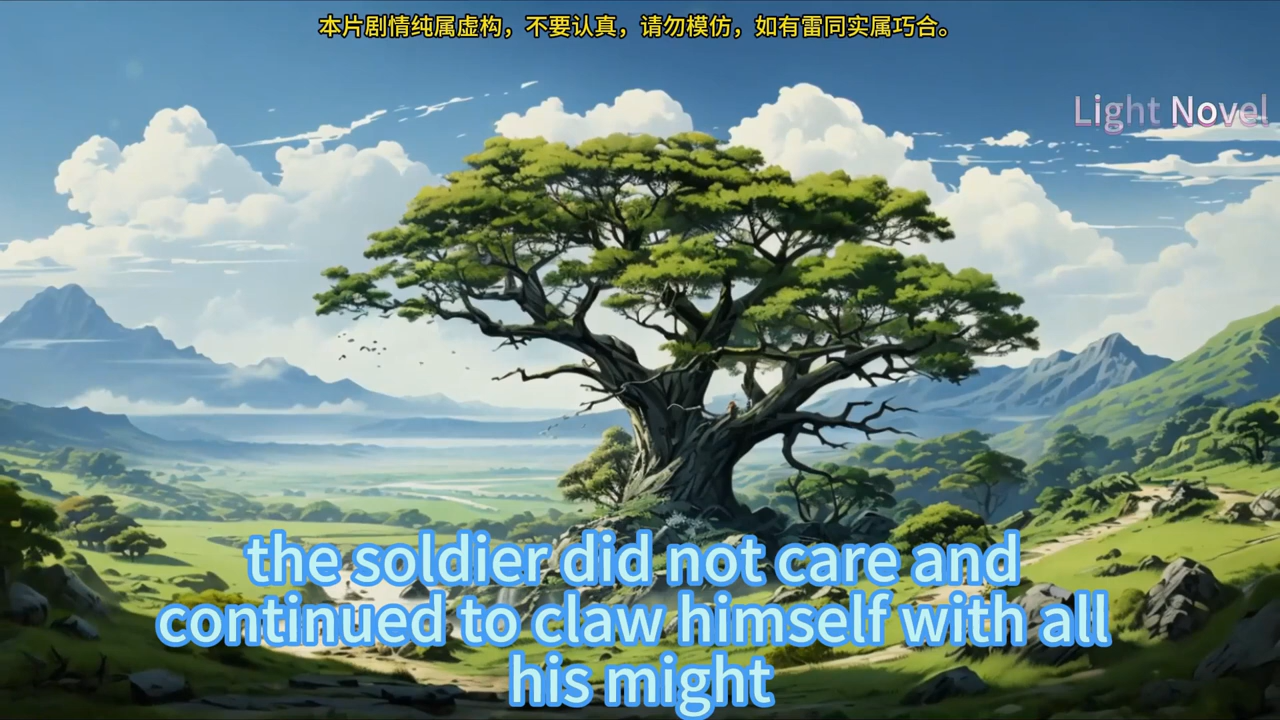 本片剧情纯属虚构，不要认真，请勿模仿，如有雷同实属巧合。
Light Novel
the soldier did not care and
continued to claw himself with all
his might